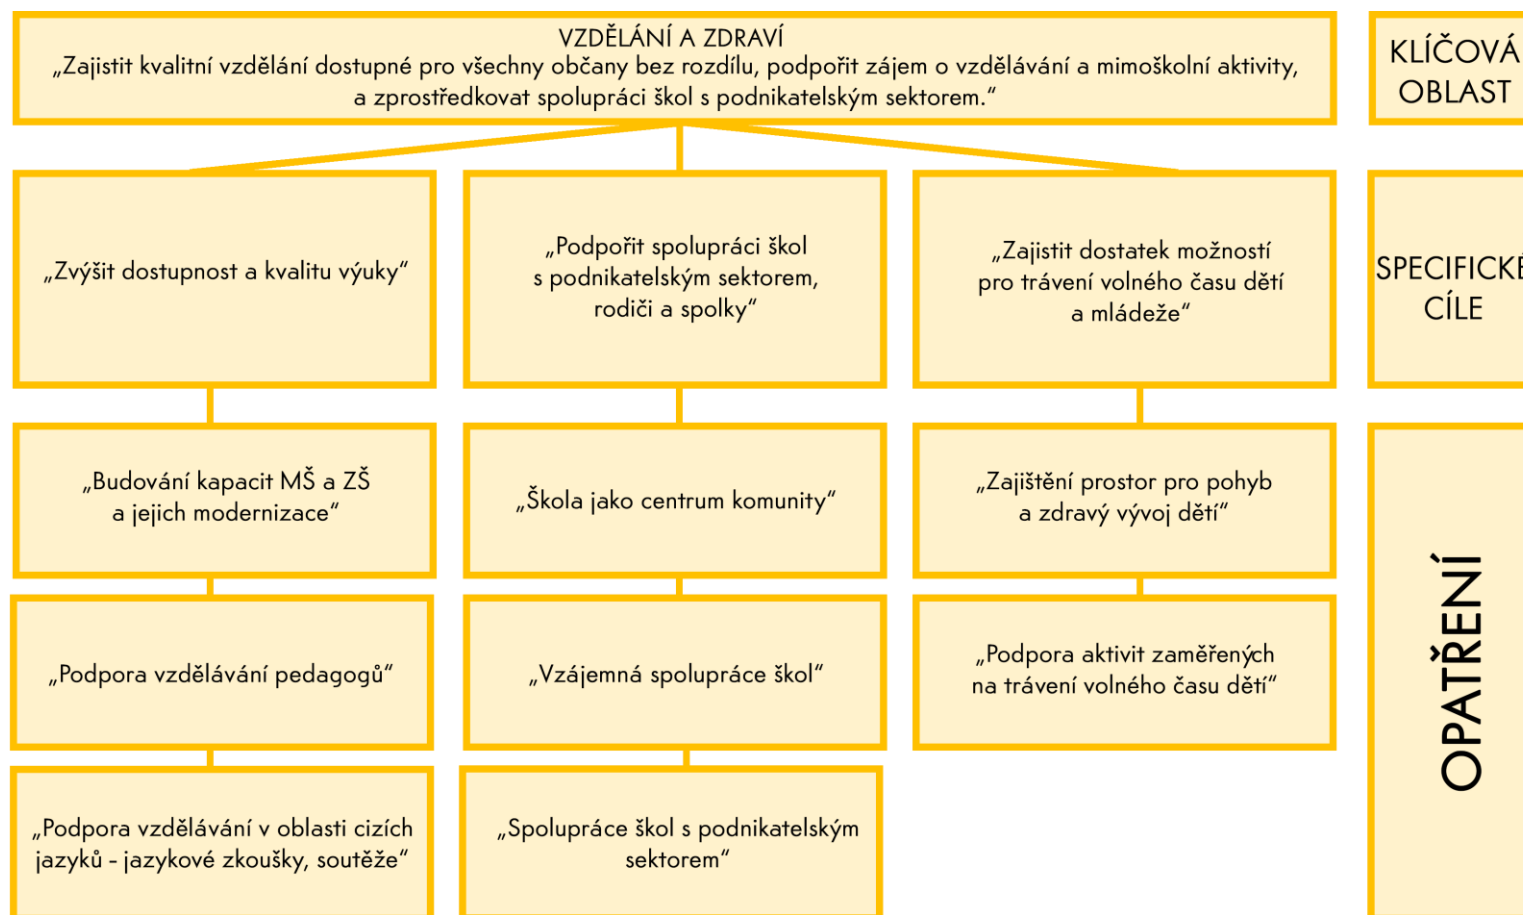 VZDĚLÁNÍ A ZDRAVÍ
„Zajistit kvalitní vzdělání dostupné pro všechny občany bez rozdílu, podpořit zájem o vzdělávání a mimoškolní aktivity,
a zprostředkovat spolupráci škol s podnikatelským sektorem.“
KLÍČOVÁ
OBLAST
„Zvýšit dostupnost a kvalitu výuky“
„Podpořit spolupráci škol
s podnikatelským sektorem,
rodiči a spolky“
„Zajistit dostatek možností
pro trávení volného času dětí
a mládeže“
SPECIFICKÉ
CÍLE
„Budování kapacit MŠ a ZŠ
a jejich modernizace“
„Škola jako centrum komunity“
„Zajištění prostor pro pohyb
a zdravý vývoj dětí“
OPATŘENÍ
„Podpora vzdělávání pedagogů“
„Vzájemná spolupráce škol“
„Podpora aktivit zaměřených
na trávení volného času dětí“
„Podpora vzdělávání v oblasti cizích
jazyků - jazykové zkoušky, soutěže“
„Spolupráce škol s podnikatelským
sektorem“